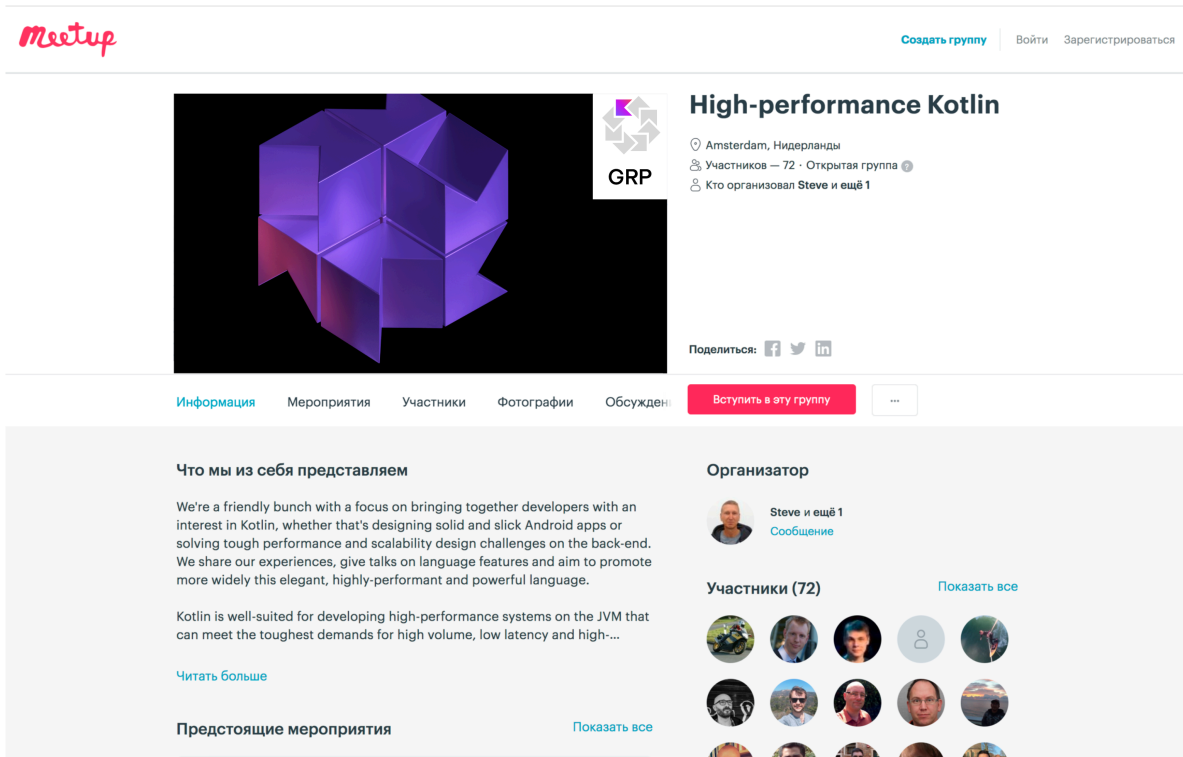 Meetup
Создать группу
Войти
Зарегистрироваться
GRP
High-performance Kotlin
Amsterdam, Нидерланды
Участников — 72 · Открытая группа ?
Кто организовал Steve и ещё 1
Поделиться:
Информация
Мероприятия
Участники
Фотографии
Обсужден
Вступить в эту группу
...
Что мы из себя представляем
We're a friendly bunch with a focus on bringing together developers with an
interest in Kotlin, whether that's designing solid and slick Android apps or
solving tough performance and scalability design challenges on the back-end.
We share our experiences, give talks on language features and aim to promote
more widely this elegant, highly-performant and powerful language.
Kotlin is well-suited for developing high-performance systems on the JVM that
can meet the toughest demands for high volume, low latency and high-...
Читать больше
Предстоящие мероприятия
Показать все
Организатор
Steve и ещё 1
Сообщение
Участники (72)
Показать все